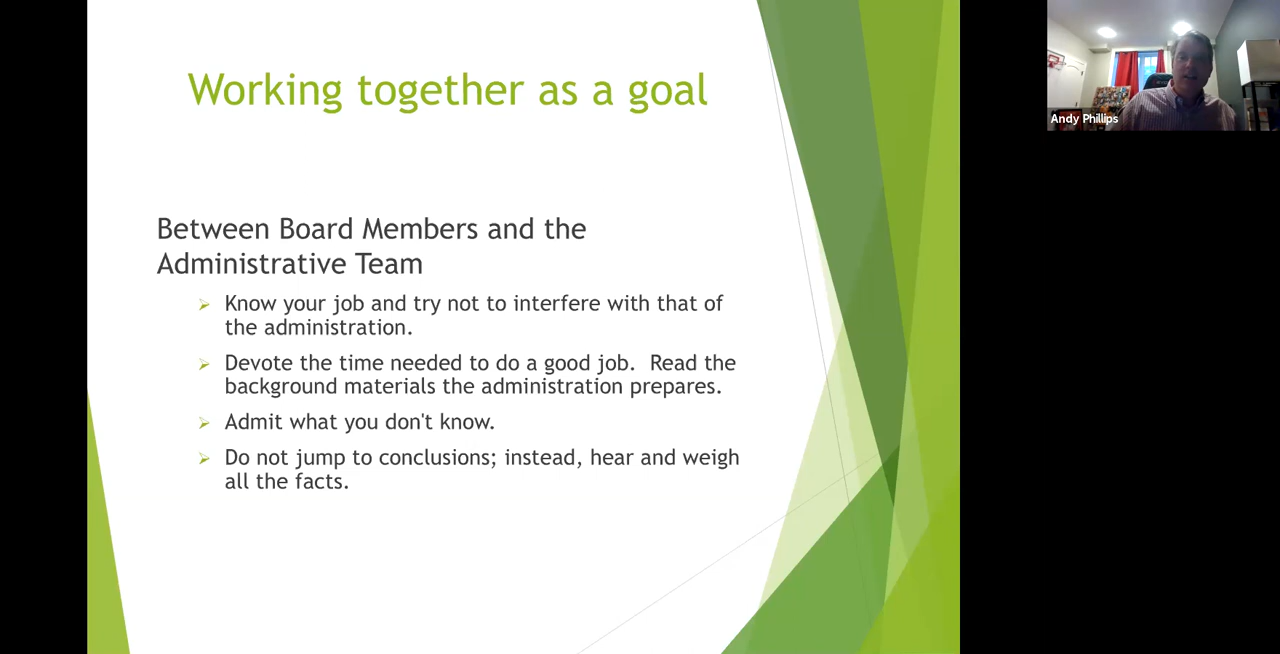 Working together as a goal
Andy Phillips
Between Board Members and the
Administrative Team
Know your job and try not to interfere with that of
the administration.
Devote the time needed to do a good job.  Read the
background materials the administration prepares.
Admit what you don't know.
Do not jump to conclusions; instead, hear and weigh
all the facts.